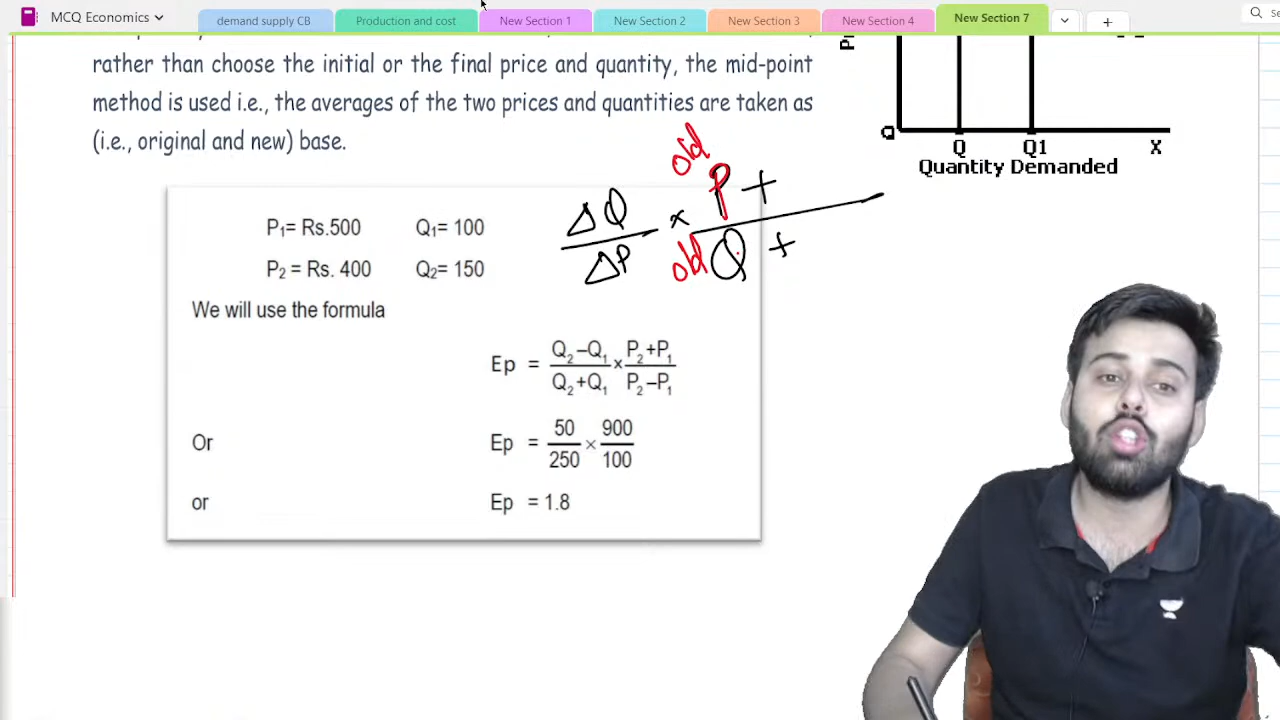 MCQ Economics
demand supply CB
Production and cost
New Section 1
New Section 2
New Section 3
New Section 4
New Section 7
rather than choose the initial or the final price and quantity, the mid-point
method is used i.e., the averages of the two prices and quantities are taken as
(i.e., original and new) base.
Q
Q Q1 X
Quantity Demanded
P₁= Rs.500 Q₁= 100
P₂ = Rs. 400 Q₂= 150
ΔQ/ΔP × old P + / old Q +
We will use the formula
Ep = Q₂–Q₁/Q₂+Q₁ × P₂+P₁/P₂–P₁
Or Ep = 50/250 × 900/100
or Ep = 1.8